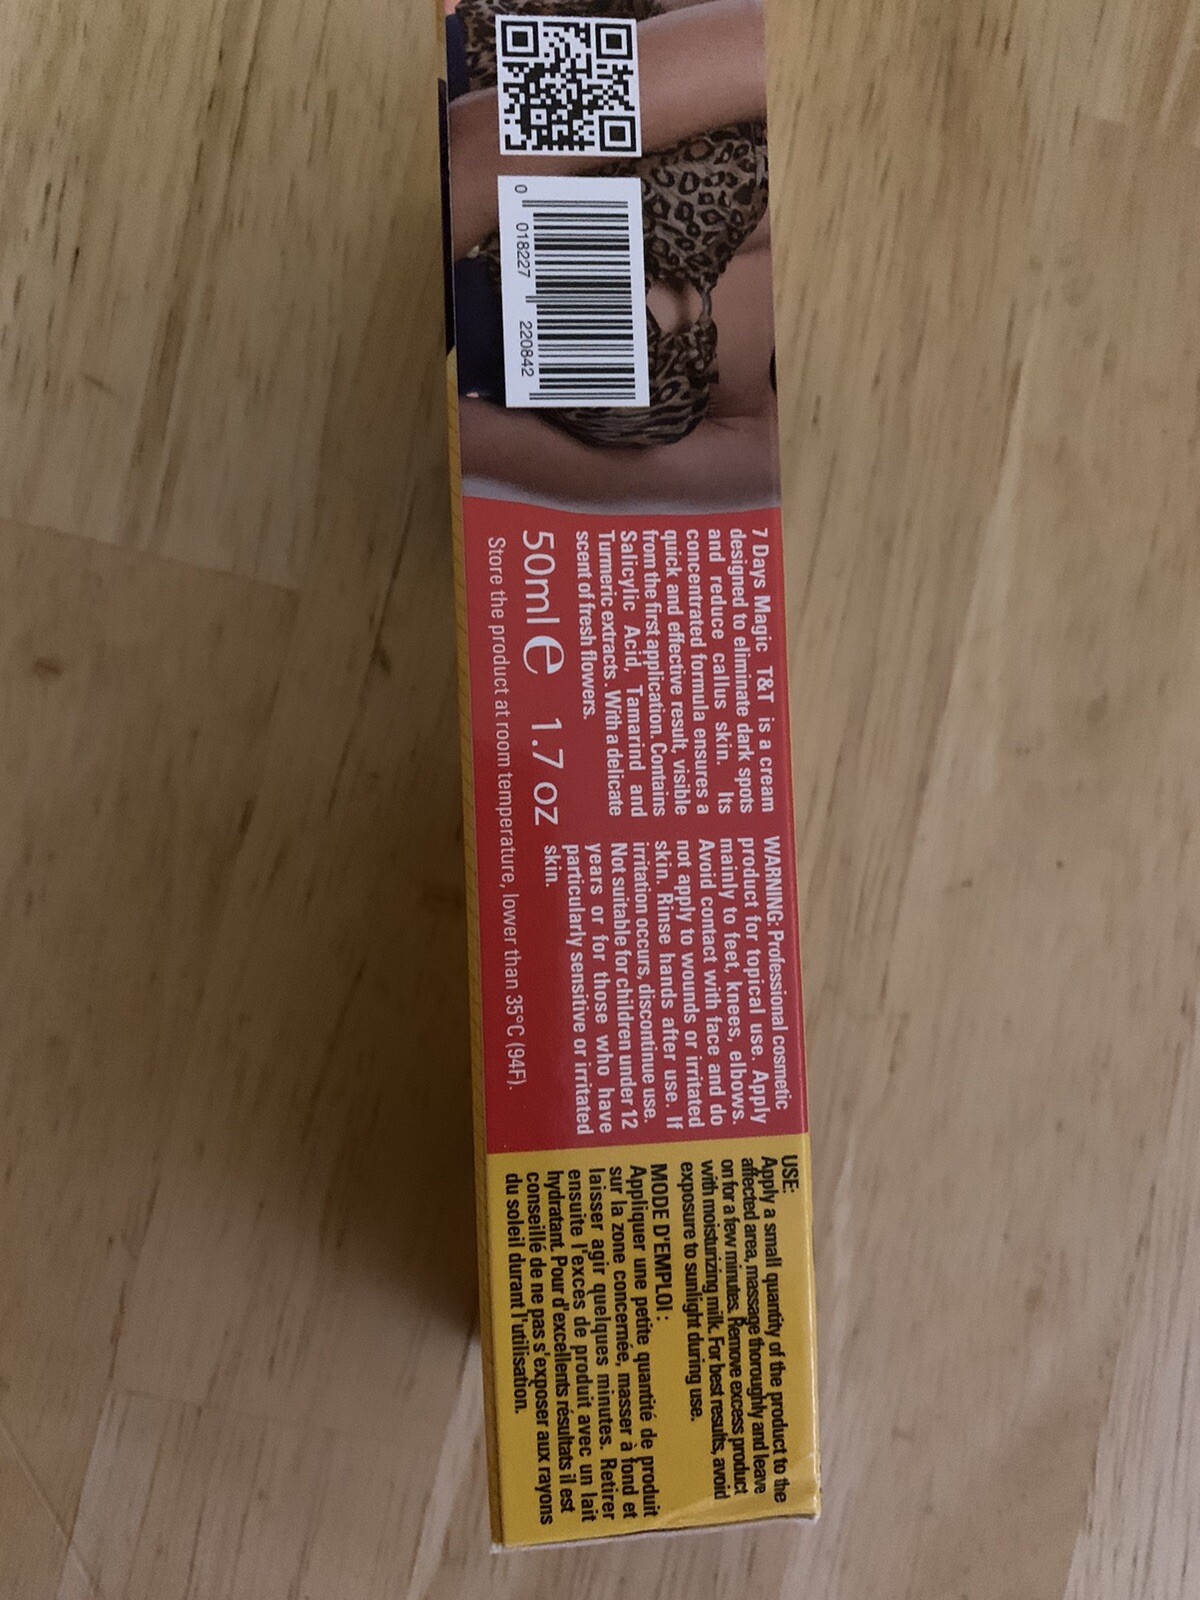 0 018227 220842
7 Days Magic T&T is a cream
designed to eliminate dark spots
and reduce callus skin. Its
concentrated formula ensures a
quick and effective result, visible
from the first application. Contains
Salicylic Acid, Tamarind and
Turmeric extracts. With a delicate
scent of fresh flowers.
50ml e 1.7 oz
WARNING: Professional cosmetic
product for topical use. Apply
mainly to feet, knees, elbows.
Avoid contact with face and do
not apply to wounds or irritated
skin. Rinse hands after use. If
irritation occurs, discontinue use.
Not suitable for children under 12
years or for those who have
particularly sensitive or irritated
skin.
Store the product at room temperature, lower than 35°C (94F).
USE:
Apply a small quantity of the product to the
affected area, massage thoroughly and leave
on for a few minutes. Remove excess product
with moisturizing milk. For best results, avoid
exposure to sunlight during use.
MODE D'EMPLOI :
Appliquer une petite quantité de produit
sur la zone concernée, masser à fond et
laisser agir quelques minutes. Retirer
ensuite l'excès de produit avec un lait
hydratant. Pour d'excellents résultats il est
conseillé de ne pas s'exposer aux rayons
du soleil durant l'utilisation.